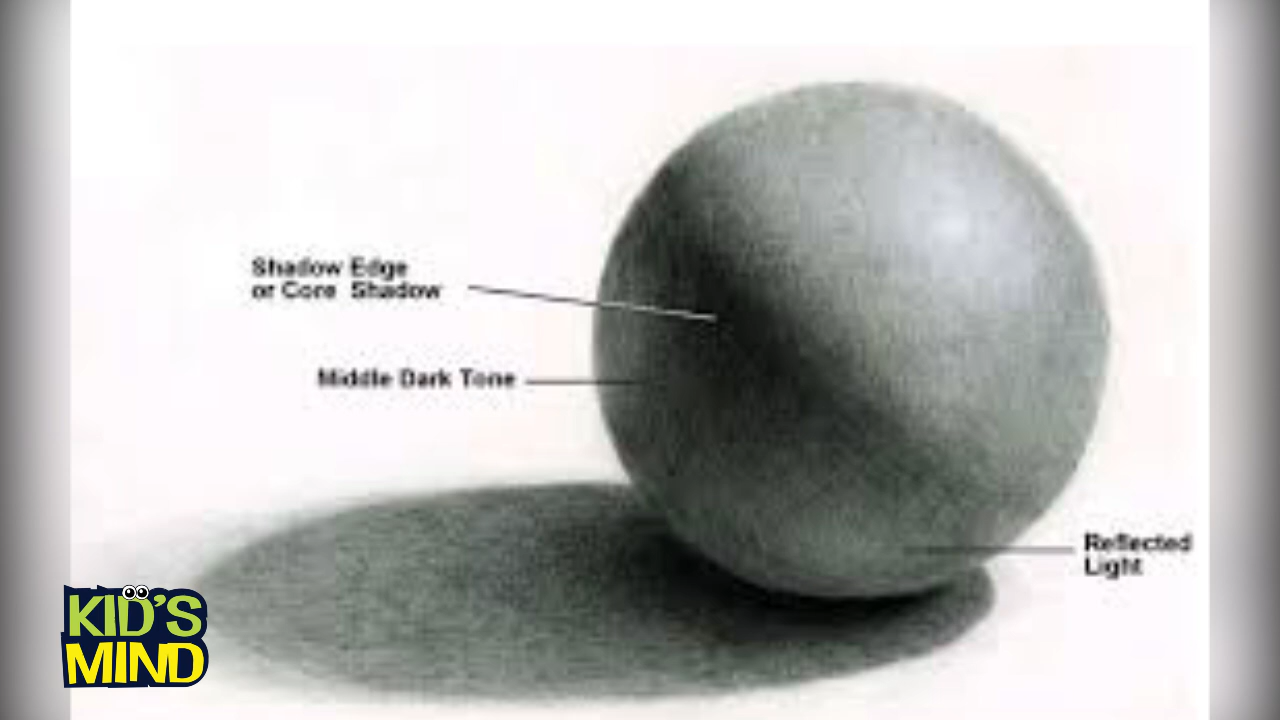 Shadow Edge
or Core Shadow
Middle Dark Tone
Reflected
Light
KID'S
MIND